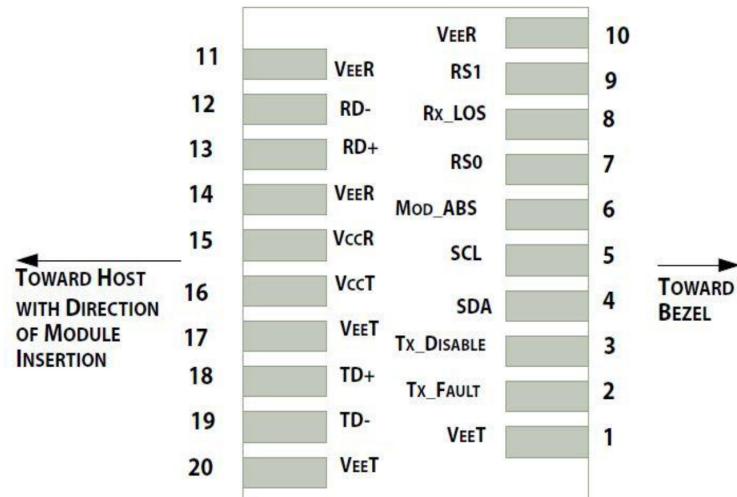 11 VEER
12 RD-
13 RD+
14 VEER
15 VCCR
16 VCCT
17 VEET
18 TD+
19 TD-
20 VEET
VEER 10
RS1 9
RX_LOS 8
RS0 7
MOD_ABS 6
SCL 5
SDA 4
TX_DISABLE 3
TX_FAULT 2
VEET 1
TOWARD HOST
WITH DIRECTION
OF MODULE
INSERTION
TOWARD
BEZEL